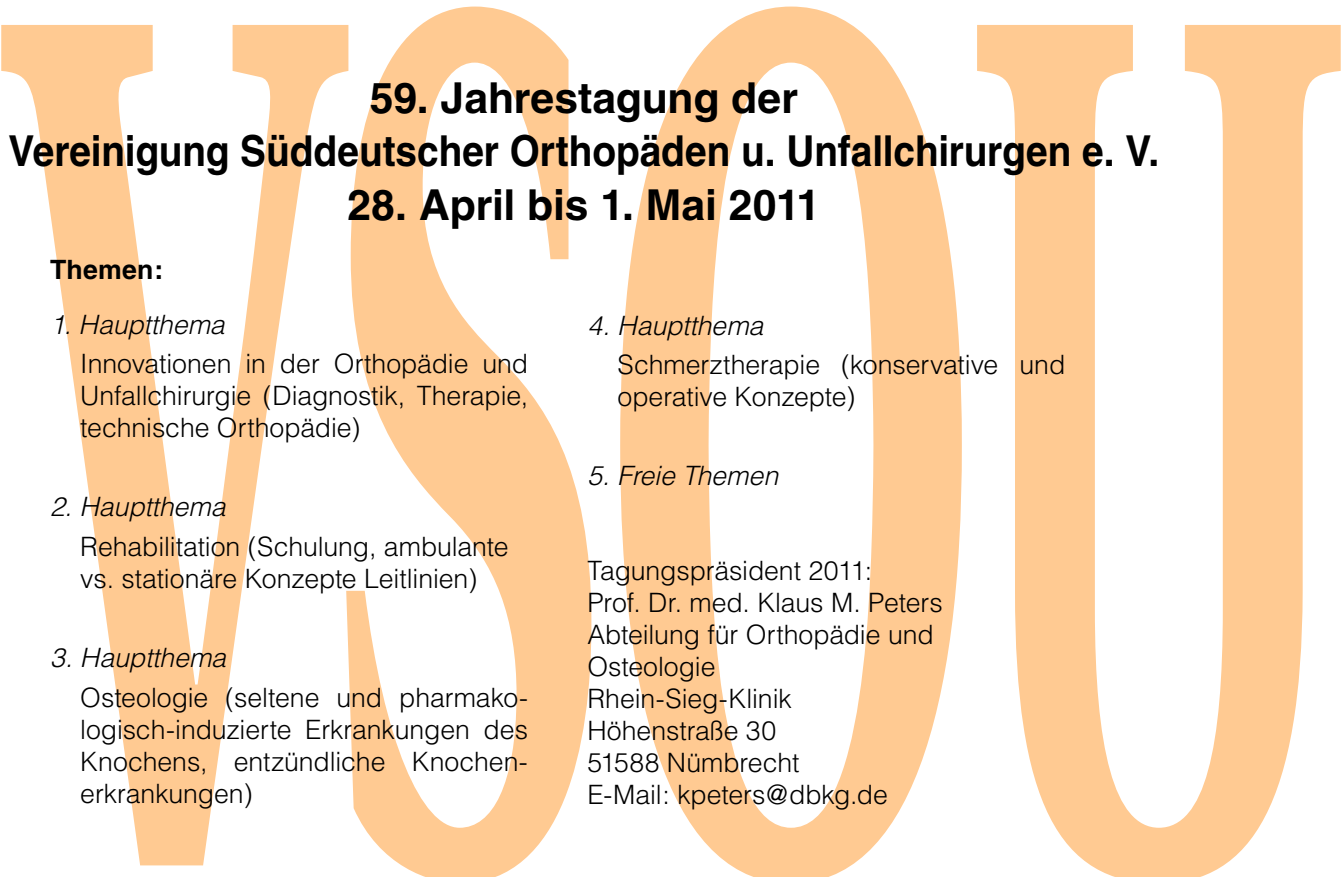 VSOU
59. Jahrestagung der
Vereinigung Süddeutscher Orthopäden u. Unfallchirurgen e. V.
28. April bis 1. Mai 2011
Themen:
1. Hauptthema
Innovationen in der Orthopädie und
Unfallchirurgie (Diagnostik, Therapie,
technische Orthopädie)
2. Hauptthema
Rehabilitation (Schulung, ambulante
vs. stationäre Konzepte Leitlinien)
3. Hauptthema
Osteologie (seltene und pharmako-
logisch-induzierte Erkrankungen des
Knochens, entzündliche Knochen-
erkrankungen)
4. Hauptthema
Schmerztherapie (konservative und
operative Konzepte)
5. Freie Themen
Tagungspräsident 2011:
Prof. Dr. med. Klaus M. Peters
Abteilung für Orthopädie und
Osteologie
Rhein-Sieg-Klinik
Höhenstraße 30
51588 Nümbrecht
E-Mail: kpeters@dbkg.de